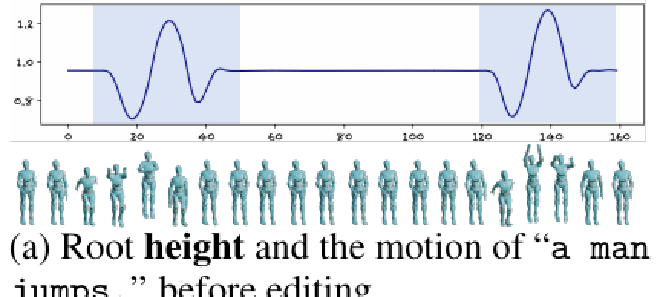 1.2
1.0
0.8
0 20 40 60 80 100 120 140 160
(a) Root height and the motion of “a man
jumps.” before editing